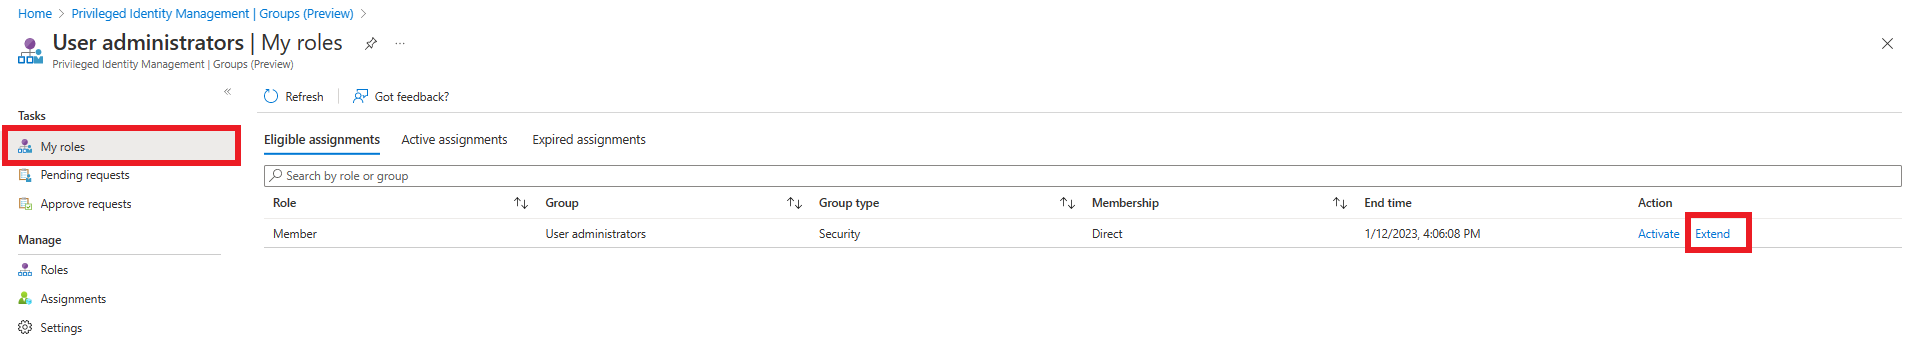 Home > Privileged Identity Management | Groups (Preview) >
User administrators | My roles ...
Privileged Identity Management | Groups (Preview)
«
Refresh | Got feedback?
Tasks
My roles
Pending requests
Approve requests
Manage
Roles
Assignments
Settings
Eligible assignments Active assignments Expired assignments
Search by role or group
Role Group Group type Membership End time Action
Member User administrators Security Direct 1/12/2023, 4:06:08 PM Activate Extend